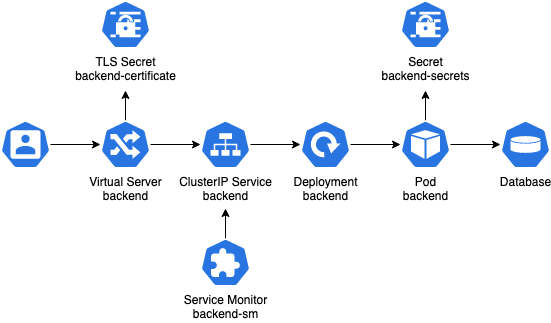 TLS Secret
backend-certificate
Secret
backend-secrets
Virtual Server
backend
ClusterIP Service
backend
Deployment
backend
Pod
backend
Database
Service Monitor
backend-sm